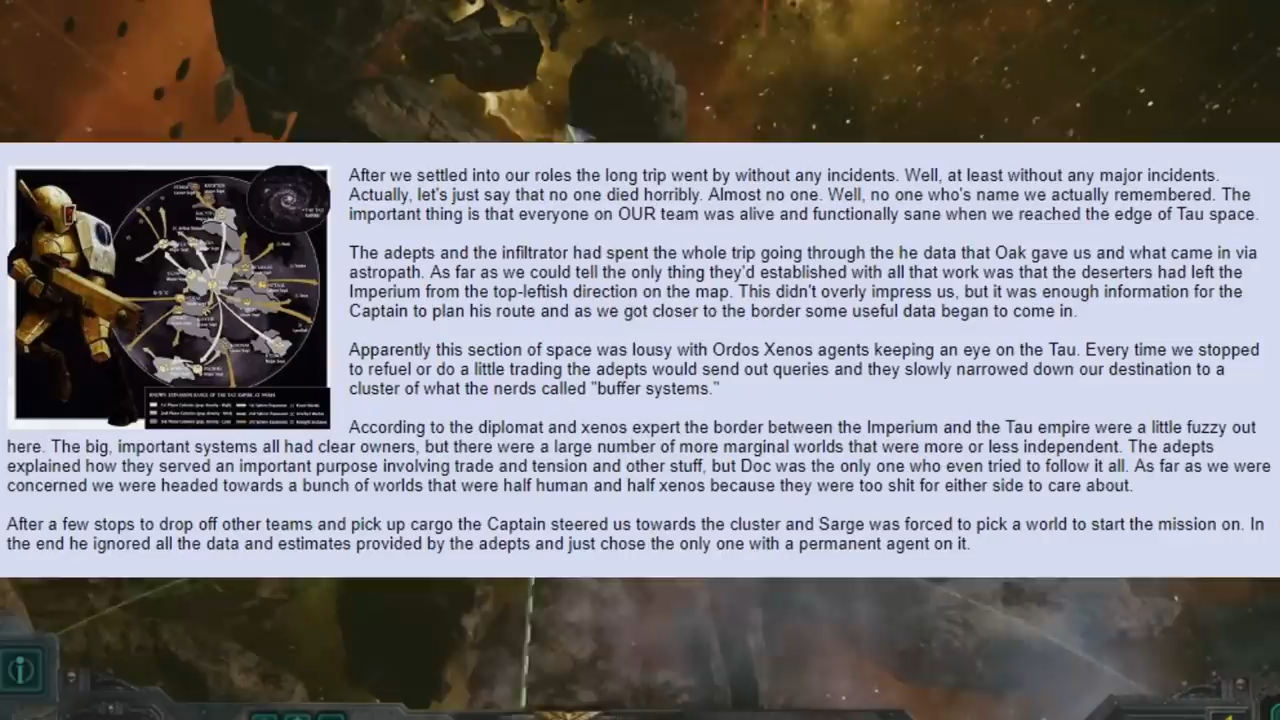 After we settled into our roles the long trip went by without any incidents. Well, at least without any major incidents.
Actually, let's just say that no one died horribly. Almost no one. Well, no one who's name we actually remembered. The
important thing is that everyone on OUR team was alive and functionally sane when we reached the edge of Tau space.
The adepts and the infiltrator had spent the whole trip going through the he data that Oak gave us and what came in via
astropath. As far as we could tell the only thing they'd established with all that work was that the deserters had left the
Imperium from the top-leftish direction on the map. This didn't overly impress us, but it was enough information for the
Captain to plan his route and as we got closer to the border some useful data began to come in.
Apparently this section of space was lousy with Ordos Xenos agents keeping an eye on the Tau. Every time we stopped
to refuel or do a little trading the adepts would send out queries and they slowly narrowed down our destination to a
cluster of what the nerds called "buffer systems."
According to the diplomat and xenos expert the border between the Imperium and the Tau empire were a little fuzzy out
here. The big, important systems all had clear owners, but there were a large number of more marginal worlds that were more or less independent. The adepts
explained how they served an important purpose involving trade and tension and other stuff, but Doc was the only one who even tried to follow it all. As far as we were
concerned we were headed towards a bunch of worlds that were half human and half xenos because they were too shit for either side to care about.
After a few stops to drop off other teams and pick up cargo the Captain steered us towards the cluster and Sarge was forced to pick a world to start the mission on. In
the end he ignored all the data and estimates provided by the adepts and just chose the only one with a permanent agent on it.